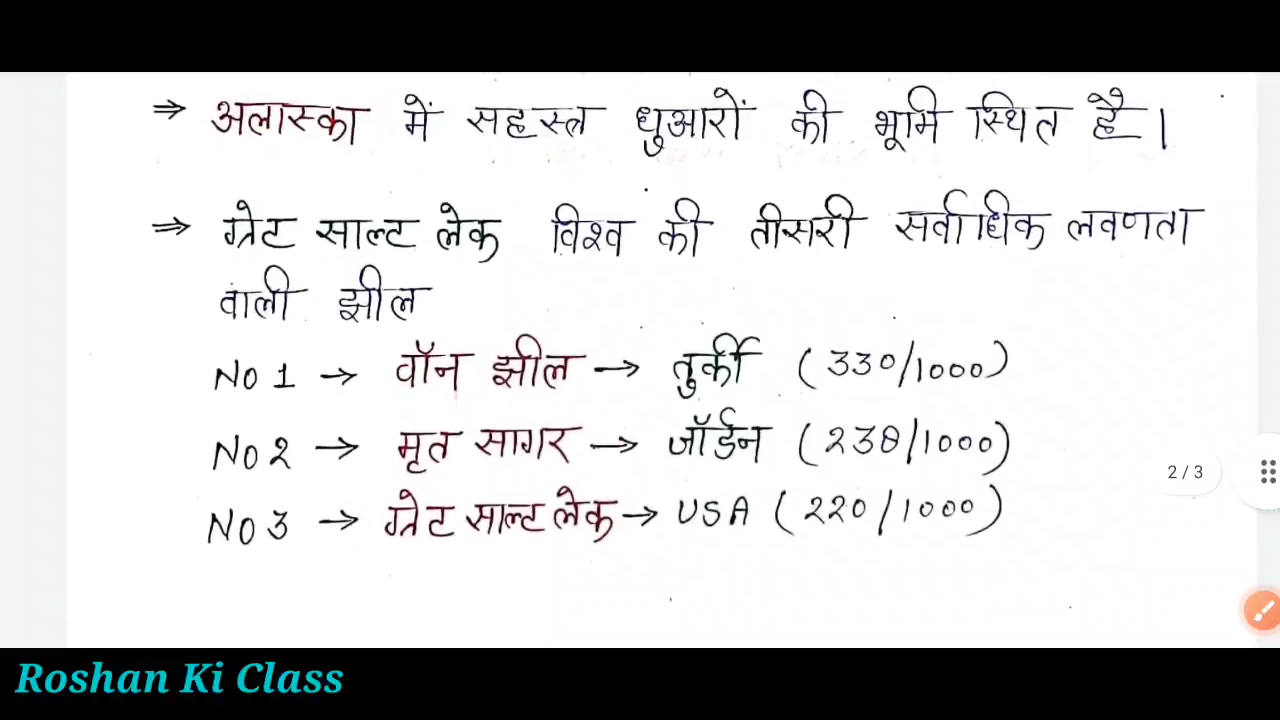 ⇒ अलास्का में सहस्त्र धुआरों की भूमि स्थित है।
⇒ ग्रेट साल्ट लेक विश्व की तीसरी सर्वाधिक लवणता
वाली झील
NO 1 → वॉन झील → तुर्की (330/1000)
NO 2 → मृत सागर → जॉर्डन (238/1000)
NO 3 → ग्रेट साल्ट लेक → USA (220/1000)
2 / 3
Roshan Ki Class